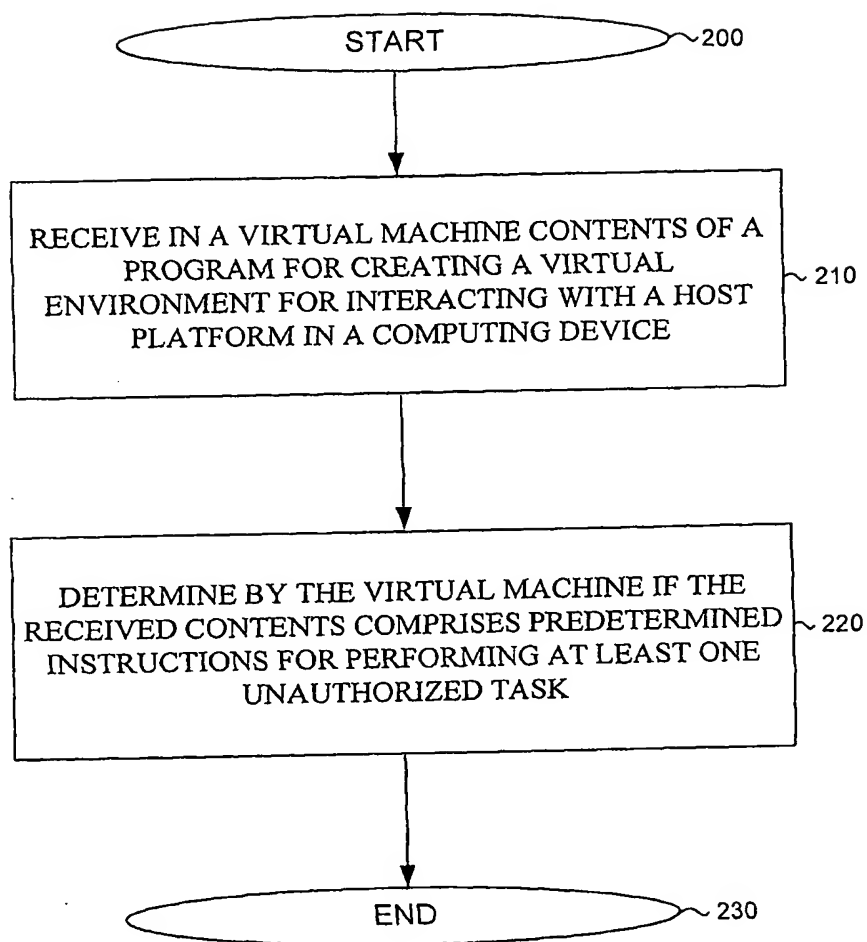 START
200
RECEIVE IN A VIRTUAL MACHINE CONTENTS OF A
PROGRAM FOR CREATING A VIRTUAL
ENVIRONMENT FOR INTERACTING WITH A HOST
PLATFORM IN A COMPUTING DEVICE
210
DETERMINE BY THE VIRTUAL MACHINE IF THE
RECEIVED CONTENTS COMPRISES PREDETERMINED
INSTRUCTIONS FOR PERFORMING AT LEAST ONE
UNAUTHORIZED TASK
220
END
230